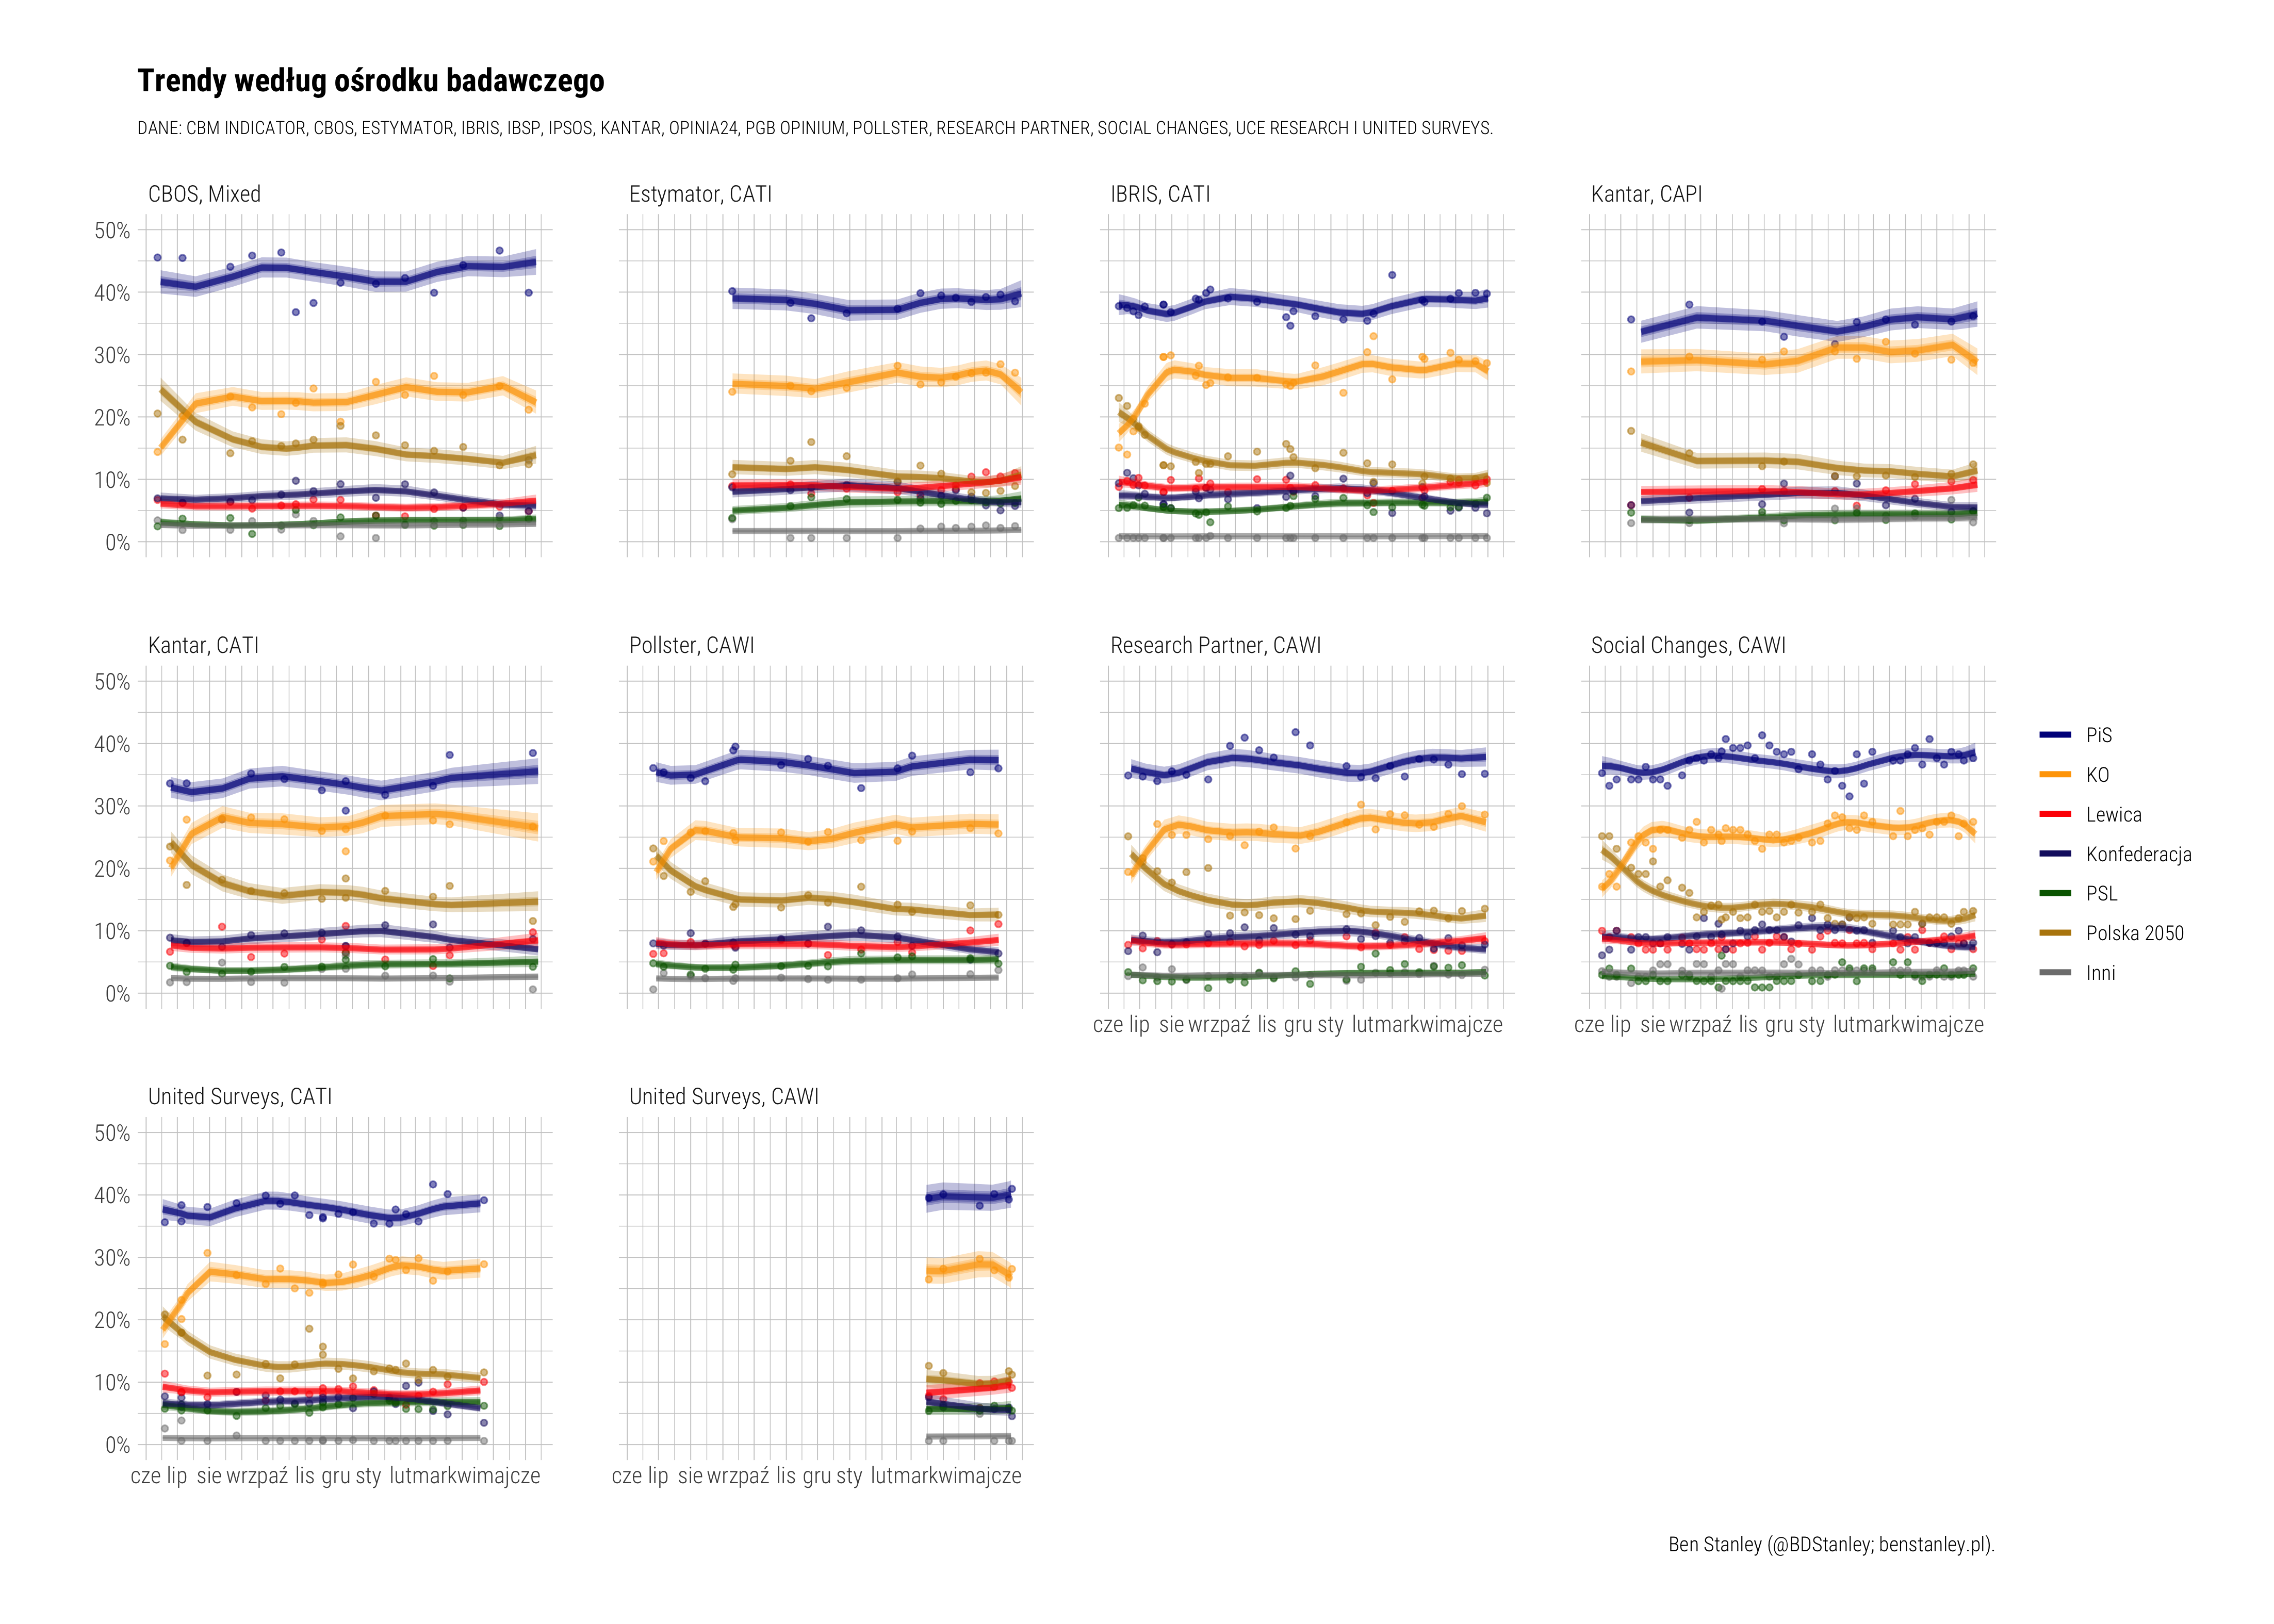 Trendy według ośrodku badawczego
DANE: CBM INDICATOR, CBOS, ESTYMATOR, IBRIS, IBSP, IPSOS, KANTAR, OPINIA24, PGB OPINIUM, POLLSTER, RESEARCH PARTNER, SOCIAL CHANGES, UCE RESEARCH I UNITED SURVEYS.
CBOS, Mixed
Estymator, CATI
IBRIS, CATI
Kantar, CAPI
50%
40%
30%
20%
10%
0%
Kantar, CATI
Pollster, CAWI
Research Partner, CAWI
Social Changes, CAWI
50%
40%
30%
20%
10%
0%
cze lip sie wrz paź lis gru sty lut mar kwi maj cze
cze lip sie wrz paź lis gru sty lut mar kwi maj cze
PiS
KO
Lewica
Konfederacja
PSL
Polska 2050
Inni
United Surveys, CATI
United Surveys, CAWI
50%
40%
30%
20%
10%
0%
cze lip sie wrz paź lis gru sty lut mar kwi maj cze
cze lip sie wrz paź lis gru sty lut mar kwi maj cze
Ben Stanley (@BDStanley; benstanley.pl).